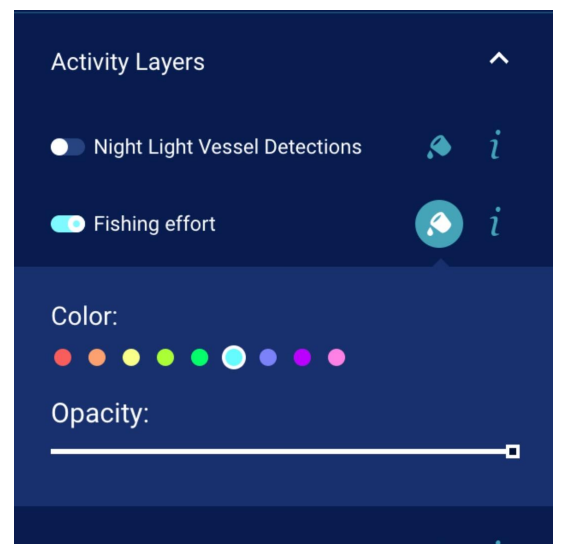 Activity Layers
Night Light Vessel Detections i
Fishing effort i
Color:
Opacity: